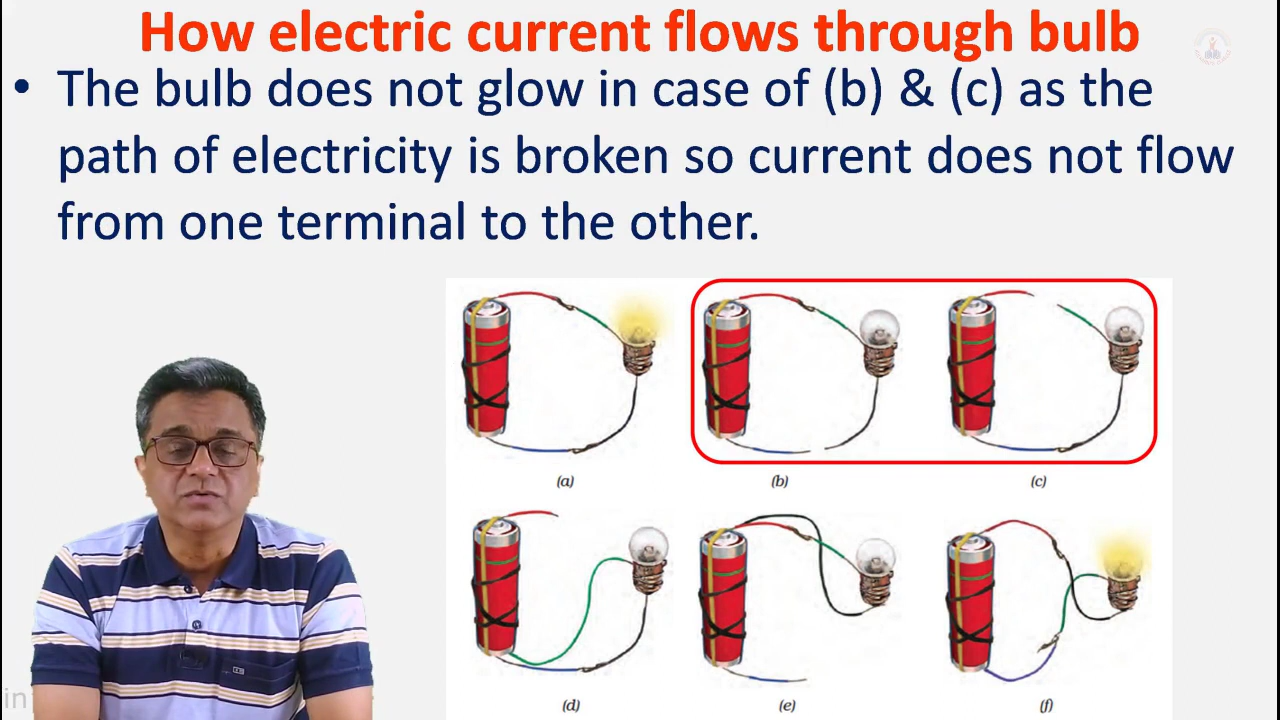 How electric current flows through bulb
• The bulb does not glow in case of (b) & (c) as the
path of electricity is broken so current does not flow
from one terminal to the other.
(a) (b) (c)
(d) (e) (f)
in